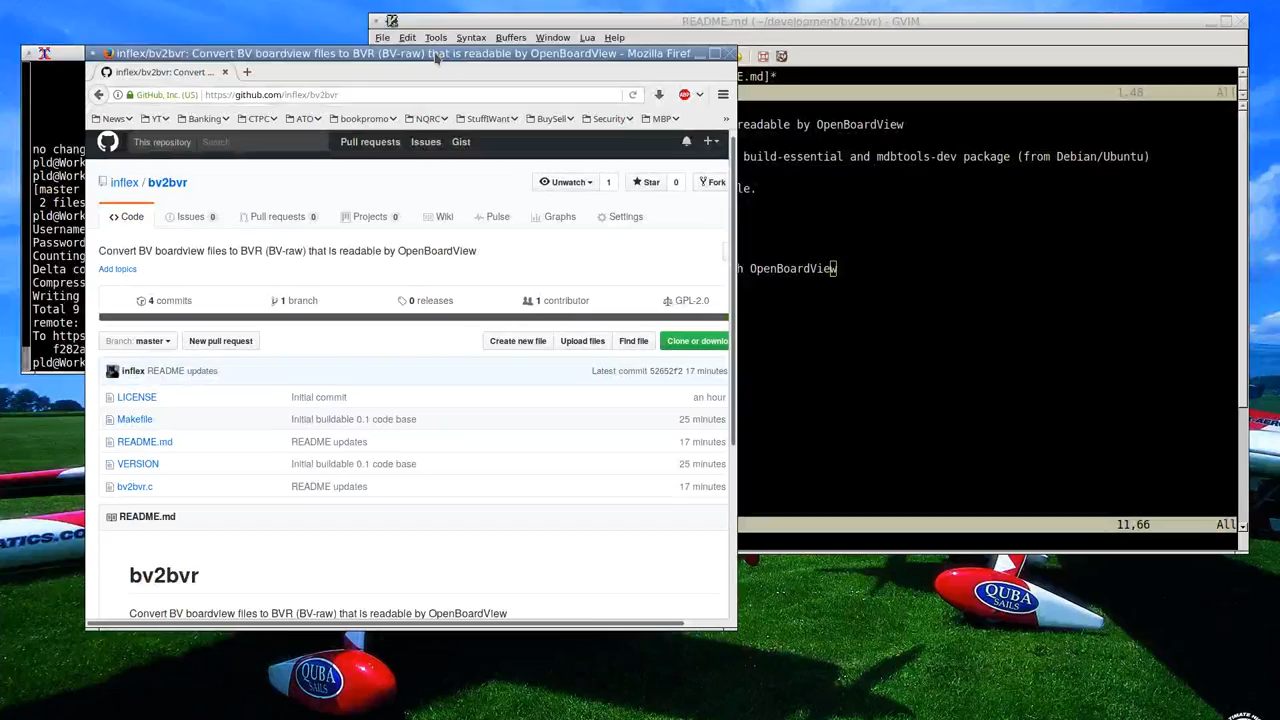 README.md (~/development/bv2bvr) - GVIM
File Edit Tools Syntax Buffers Window Lua Help
inflex/bv2bvr: Convert BV boardview files to BVR (BV-raw) that is readable by OpenBoardView - Mozilla Firef
inflex/bv2bvr: Convert ...
GitHub, Inc. (US) https://github.com/inflex/bv2bvr
News YT Banking CTPC ATO bookpromo NQRC StuffIWant BuySell Security MBP
This repository Search Pull requests Issues Gist
inflex / bv2bvr
Unwatch 1 Star 0 Fork
Code Issues 0 Pull requests 0 Projects 0 Wiki Pulse Graphs Settings
Convert BV boardview files to BVR (BV-raw) that is readable by OpenBoardView
Add topics
4 commits 1 branch 0 releases 1 contributor GPL-2.0
Branch: master New pull request Create new file Upload files Find file Clone or downlo
inflex README updates Latest commit 52652f2 17 minutes
LICENSE Initial commit an hour
Makefile Initial buildable 0.1 code base 25 minutes
README.md README updates 17 minutes
VERSION Initial buildable 0.1 code base 25 minutes
bv2bvr.c README updates 17 minutes
README.md
bv2bvr
Convert BV boardview files to BVR (BV-raw) that is readable by OpenBoardView
no chang
pld@Work
pld@Work
[master
2 files
pld@Work
Username
Password
Counting
Delta co
Compress
Writing
Total 9
remote:
To https
f282a
pld@Work
E.md]*
1,48 All
readable by OpenBoardView
build-essential and mdbtools-dev package (from Debian/Ubuntu)
le.
h OpenBoardView
11,66 All
QUBA
SAILS
QUBA
SAILS